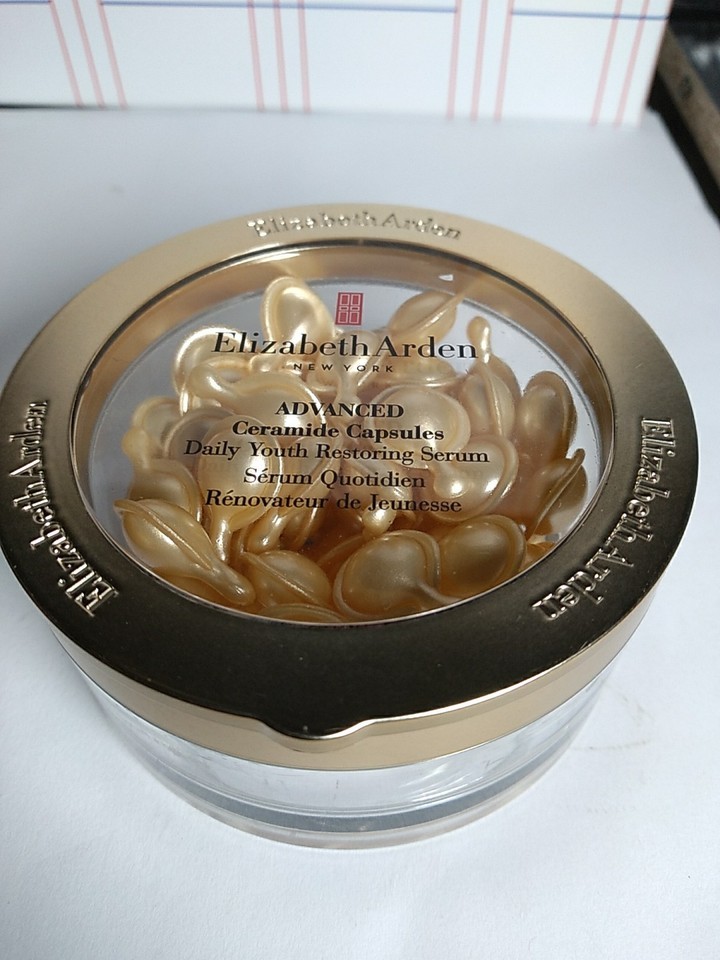 Elizabeth Arden
Elizabeth Arden
NEW YORK
ADVANCED
Ceramide Capsules
Daily Youth Restoring Serum
Sérum Quotidien
Rénovateur de Jeunesse
Elizabeth Arden
Elizabeth Arden